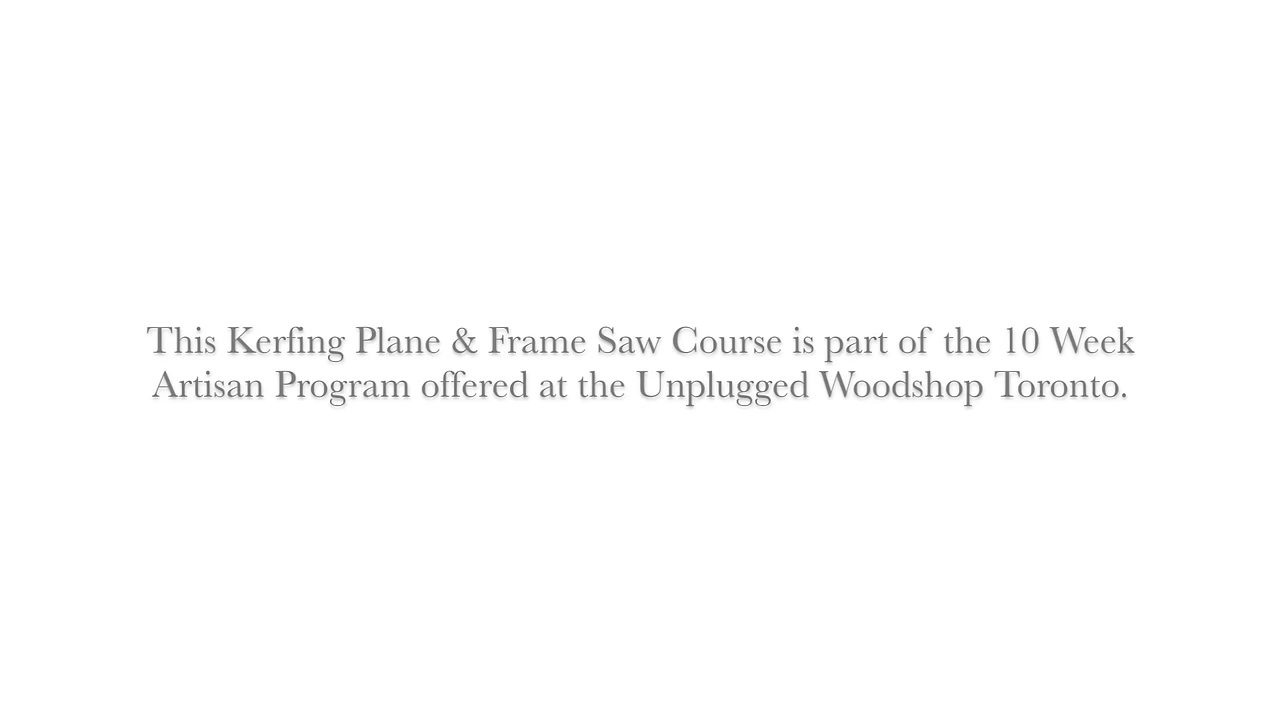 This Kerfing Plane & Frame Saw Course is part of the 10 Week
Artisan Program offered at the Unplugged Woodshop Toronto.